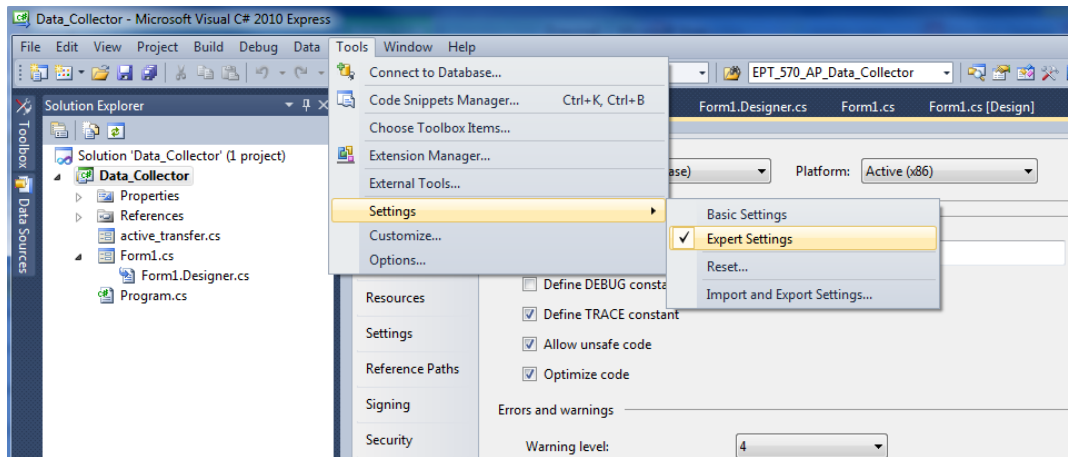 Data_Collector - Microsoft Visual C# 2010 Express
File Edit View Project Build Debug Data Tools Window Help
EPT_570_AP_Data_Collector
Toolbox
Data Sources
Solution Explorer
Solution 'Data_Collector' (1 project)
Data_Collector
Properties
References
active_transfer.cs
Form1.cs
Form1.Designer.cs
Program.cs
Connect to Database...
Code Snippets Manager... Ctrl+K, Ctrl+B
Choose Toolbox Items...
Extension Manager...
External Tools...
Settings
Customize...
Options...
Basic Settings
Expert Settings
Reset...
Import and Export Settings...
Form1.Designer.cs Form1.cs Form1.cs [Design]
ase) Platform: Active (x86)
Resources
Settings
Reference Paths
Signing
Security
Define DEBUG consta
Define TRACE constant
Allow unsafe code
Optimize code
Errors and warnings
Warning level: 4